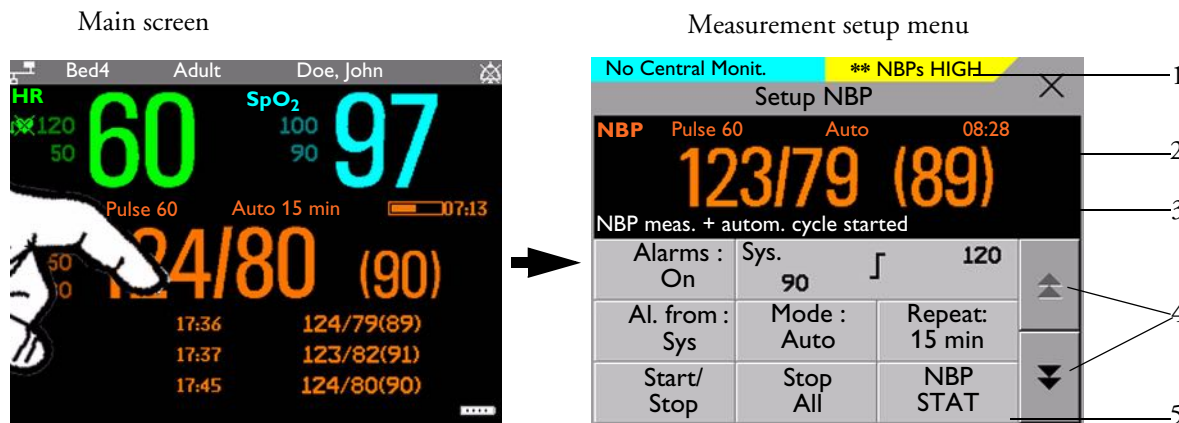 Main screen
Measurement setup menu
Bed4 Adult Doe, John
HR
120
50
60
SpO2
100
90
97
Pulse 60 Auto 15 min 07:13
24/80 (90)
17:36 124/79(89)
17:37 123/82(91)
17:45 124/80(90)
No Central Monit. ** NBPs HIGH
Setup NBP
NBP Pulse 60 Auto 08:28
123/79 (89)
NBP meas. + autom. cycle started
Alarms : On
Sys. 90 120
Al. from : Sys
Mode : Auto
Repeat: 15 min
Start/ Stop
Stop All
NBP STAT
1
2
3
4
5